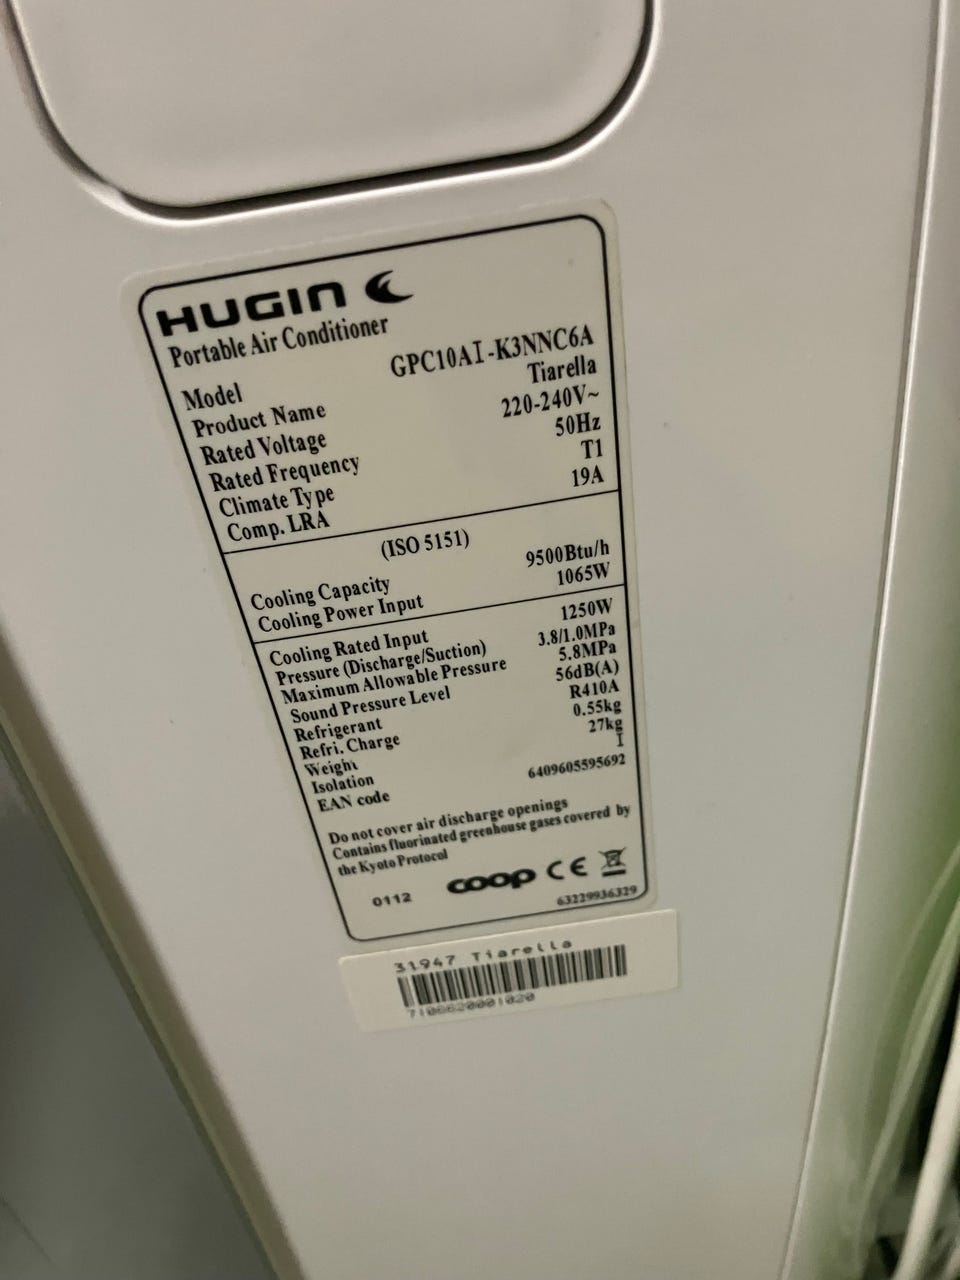 HUGIN
Portable Air Conditioner
Model GPC10AI-K3NNC6A
Product Name Tiarella
Rated Voltage 220-240V~
Rated Frequency 50Hz
Climate Type T1
Comp. LRA 19A
(ISO 5151)
Cooling Capacity 9500Btu/h
Cooling Power Input 1065W
Cooling Rated Input 1250W
Pressure (Discharge/Suction) 3.8/1.0MPa
Maximum Allowable Pressure 5.8MPa
Sound Pressure Level 56dB(A)
Refrigerant R410A
Refri. Charge 0.55kg
Weight 27kg
Isolation I
EAN code 6409605595692
Do not cover air discharge openings
Contains fluorinated greenhouse gases covered by
the Kyoto Protocol
0112 coop CE
63229936329
31947 Tiarella